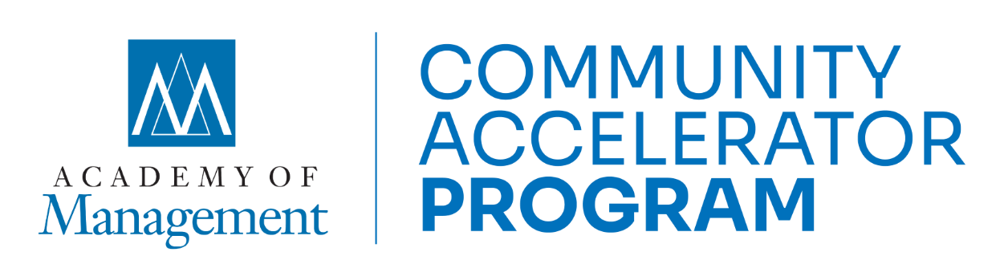 ACADEMY OF
Management
COMMUNITY
ACCELERATOR
PROGRAM